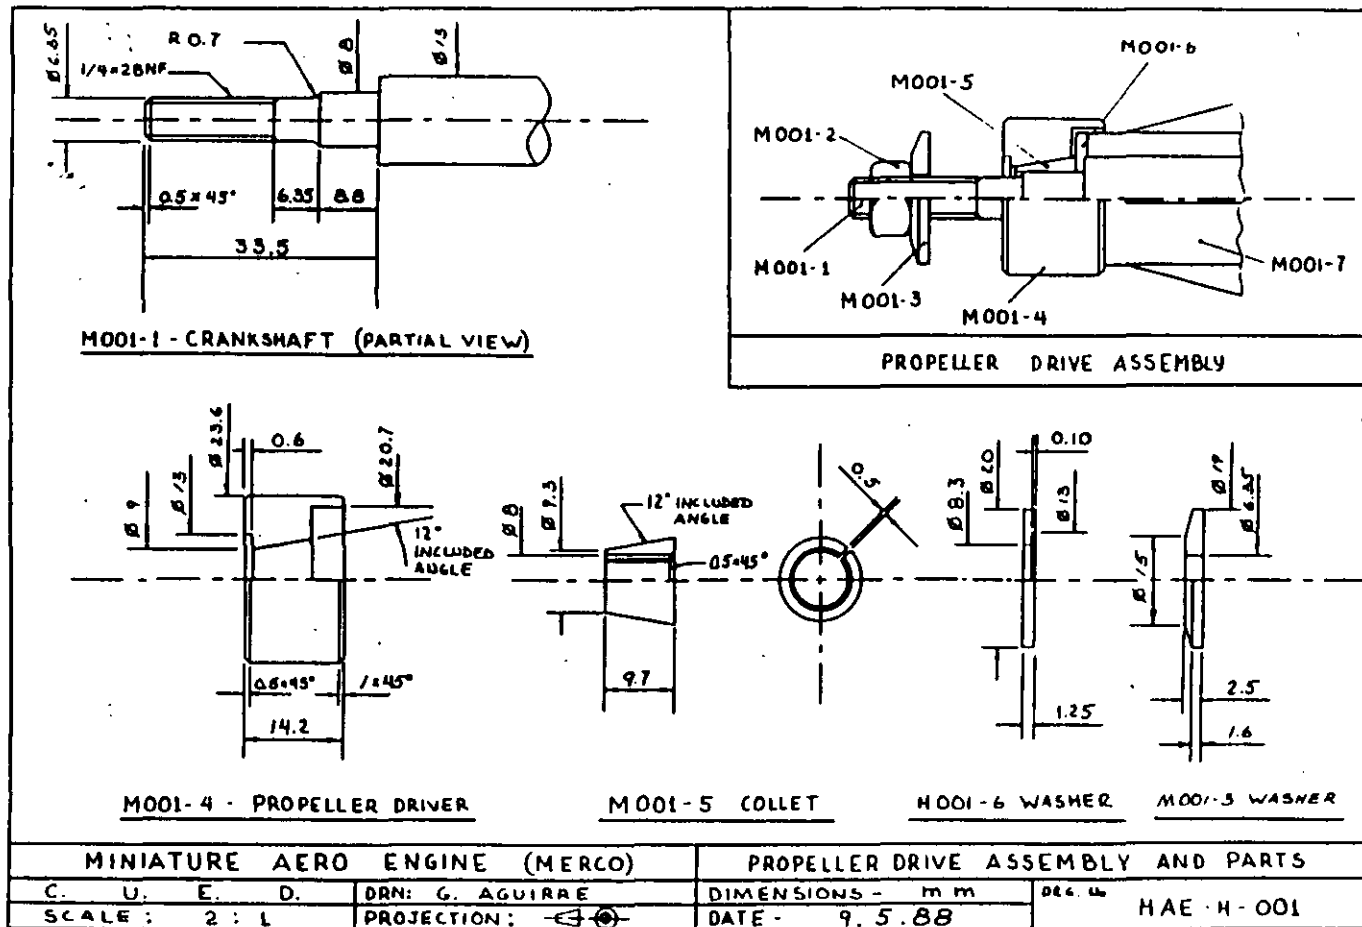 Ø6.35
R 0.7
1/4×28NF
Ø 8
Ø 13
0.5 × 45°
6.35
8.8
33.5
M001-1 - CRANKSHAFT (PARTIAL VIEW)
M001-6
M001-5
M001-2
M001-1
M001-3
M001-4
M001-7
PROPELLER DRIVE ASSEMBLY
Ø 9
Ø 13
Ø 23.6
0.6
Ø 20.7
12° INCLUDED ANGLE
0.6×45°
1×45°
14.2
M001-4 - PROPELLER DRIVER
Ø 8
Ø 9.3
12° INCLUDED
ANGLE
0.5×45°
0.5
9.7
M001-5 COLLET
Ø 8.3
Ø 20
0.10
Ø 13
1.25
H001-6 WASHER
Ø 15
Ø 19
Ø 6.35
2.5
1.6
M001-3 WASHER
MINIATURE AERO ENGINE (MERCO)
PROPELLER DRIVE ASSEMBLY AND PARTS
C. U. E. D.
DRN: G. AGUIRRE
DIMENSIONS - mm
SCALE: 2 : 1
PROJECTION:
DATE - 9.5.88
HAE-H-001